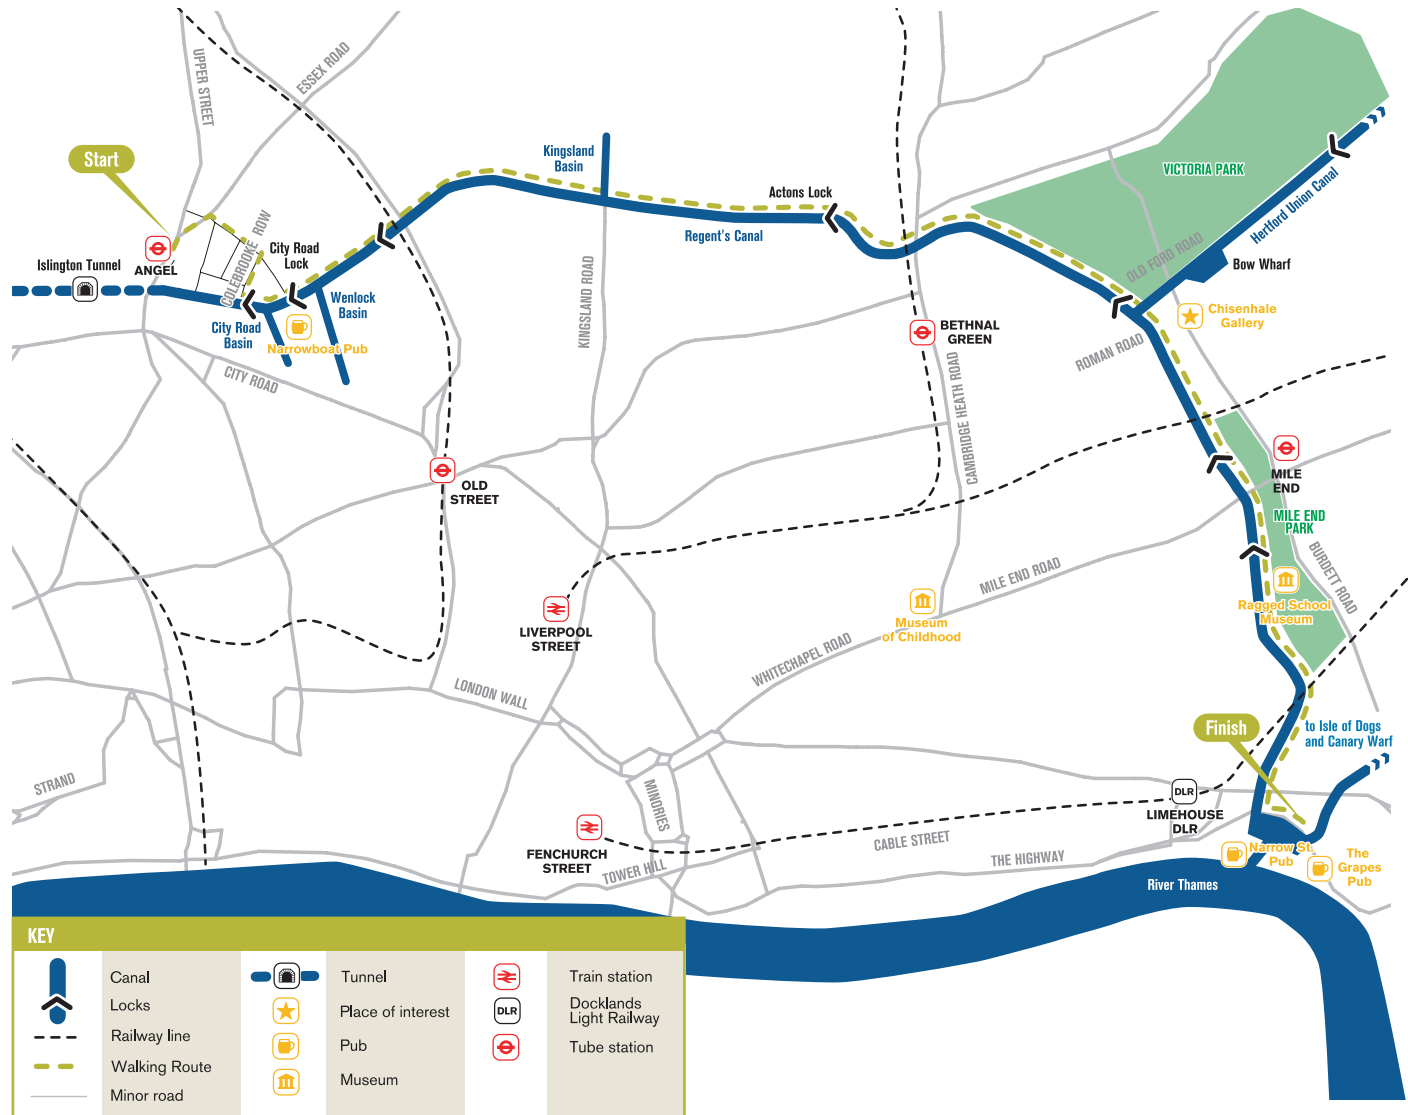 UPPER STREET
ESSEX ROAD
Start
Kingsland
Basin
Actons Lock
VICTORIA PARK
Hertford Union Canal
Regent's Canal
COLEBROOKE ROW
City Road
Lock
Islington Tunnel
ANGEL
Wenlock
Basin
City Road
Basin
Narrowboat Pub
CITY ROAD
KINGSLAND ROAD
OLD FORD ROAD
Bow Wharf
Chisenhale
Gallery
BETHNAL
GREEN
ROMAN ROAD
CAMBRIDGE HEATH ROAD
OLD
STREET
MILE
END
MILE END
PARK
BURDETT ROAD
MILE END ROAD
Ragged School
Museum
LIVERPOOL
STREET
Museum
of Childhood
WHITECHAPEL ROAD
LONDON WALL
Finish
to Isle of Dogs
and Canary Warf
STRAND
MINORIES
DLR
LIMEHOUSE
DLR
FENCHURCH
STREET
TOWER HILL
CABLE STREET
THE HIGHWAY
Narrow St.
Pub
The
Grapes
Pub
River Thames
KEY
Canal
Locks
Railway line
Walking Route
Minor road
Tunnel
Place of interest
Pub
Museum
Train station
DLR
Docklands
Light Railway
Tube station